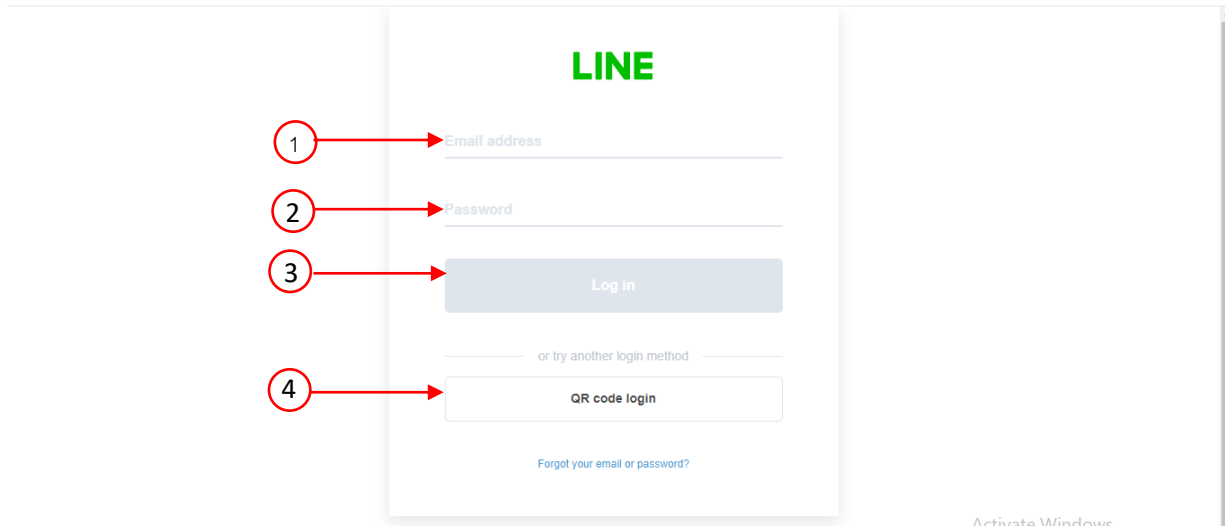 LINE
1
Email address
2
Password
3
Log in
or try another login method
4
QR code login
Forgot your email or password?
Activate Windows